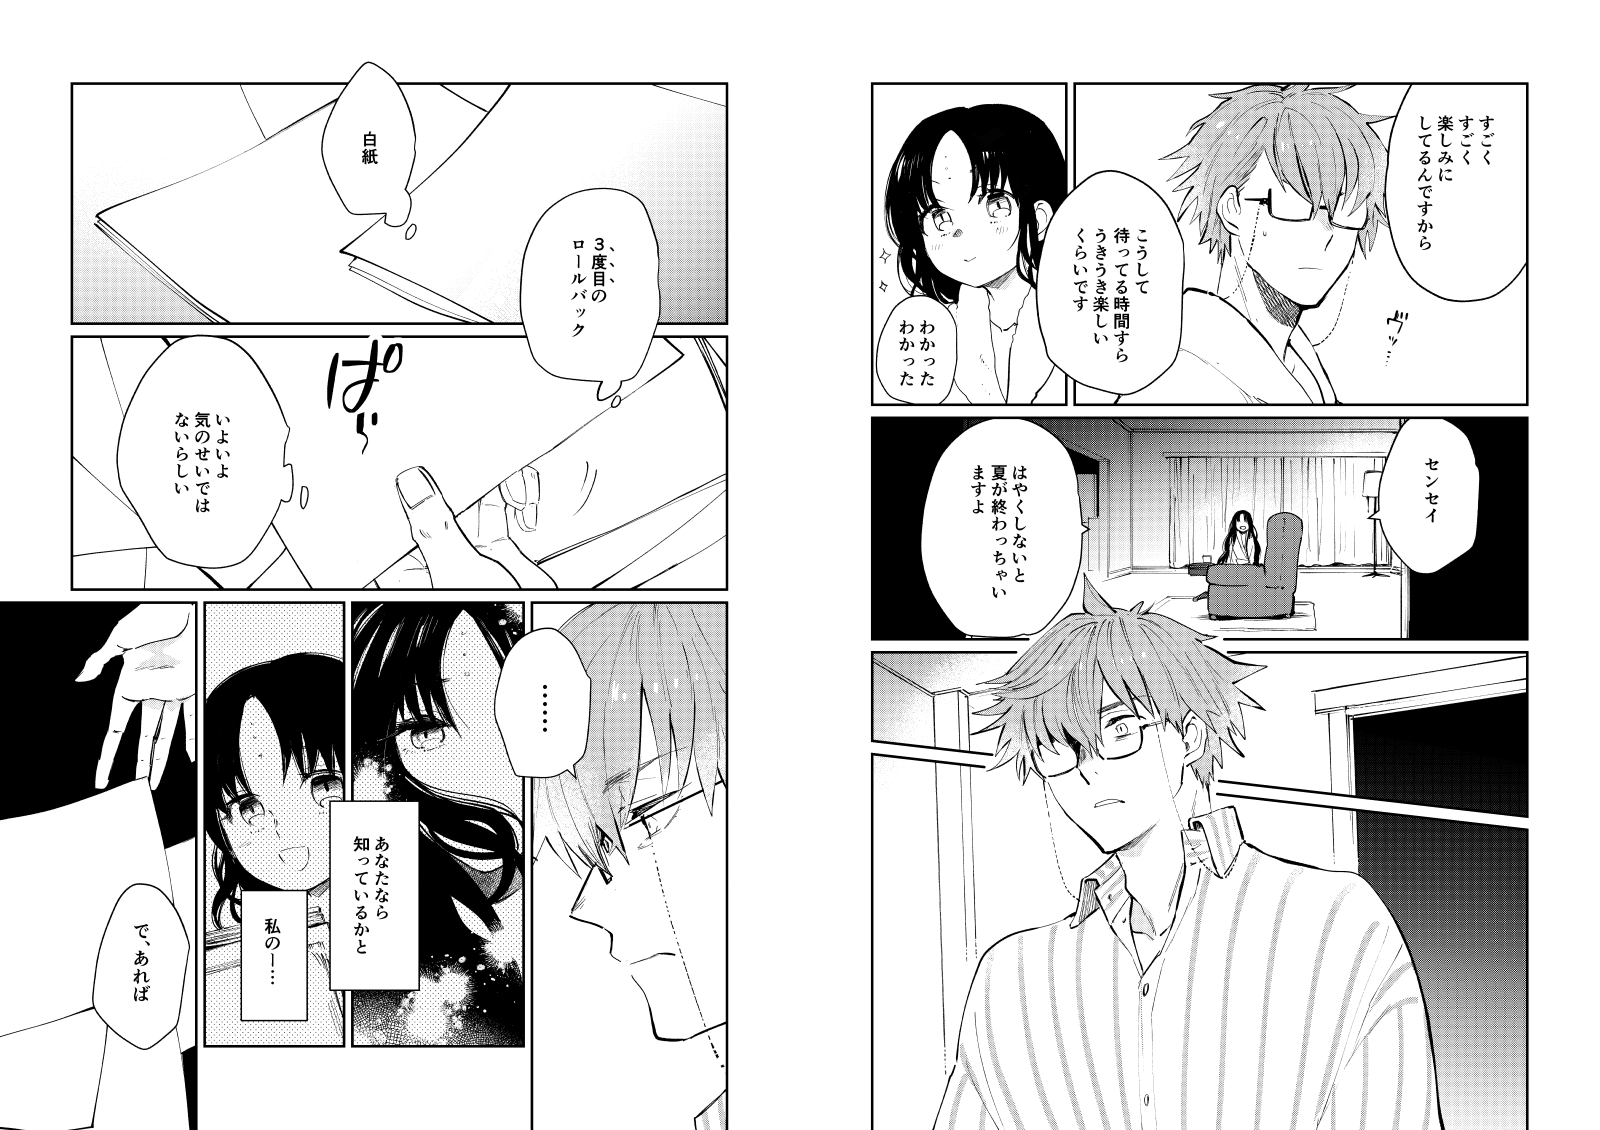 すごく
すごく
楽しみに
してるんですから
ヴッ…
こうして
待ってる時間すら
うきうき楽しい
くらいです
わかった
わかった
センセイ
はやくしないと
夏が終わっちゃい
ますよ
白紙
3度目の
ロールバック
ぱら
いよいよ
気のせいでは
ないらしい
……
あなたなら
知っているかと
私のー…
で、あれば